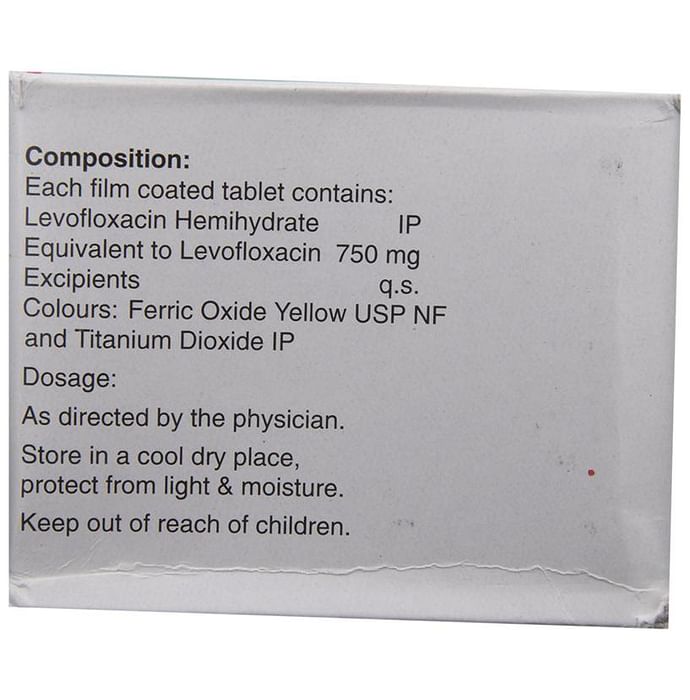 Composition:
Each film coated tablet contains:
Levofloxacin Hemihydrate IP
Equivalent to Levofloxacin 750 mg
Excipients q.s.
Colours: Ferric Oxide Yellow USP NF
and Titanium Dioxide IP
Dosage:
As directed by the physician.
Store in a cool dry place,
protect from light & moisture.
Keep out of reach of children.